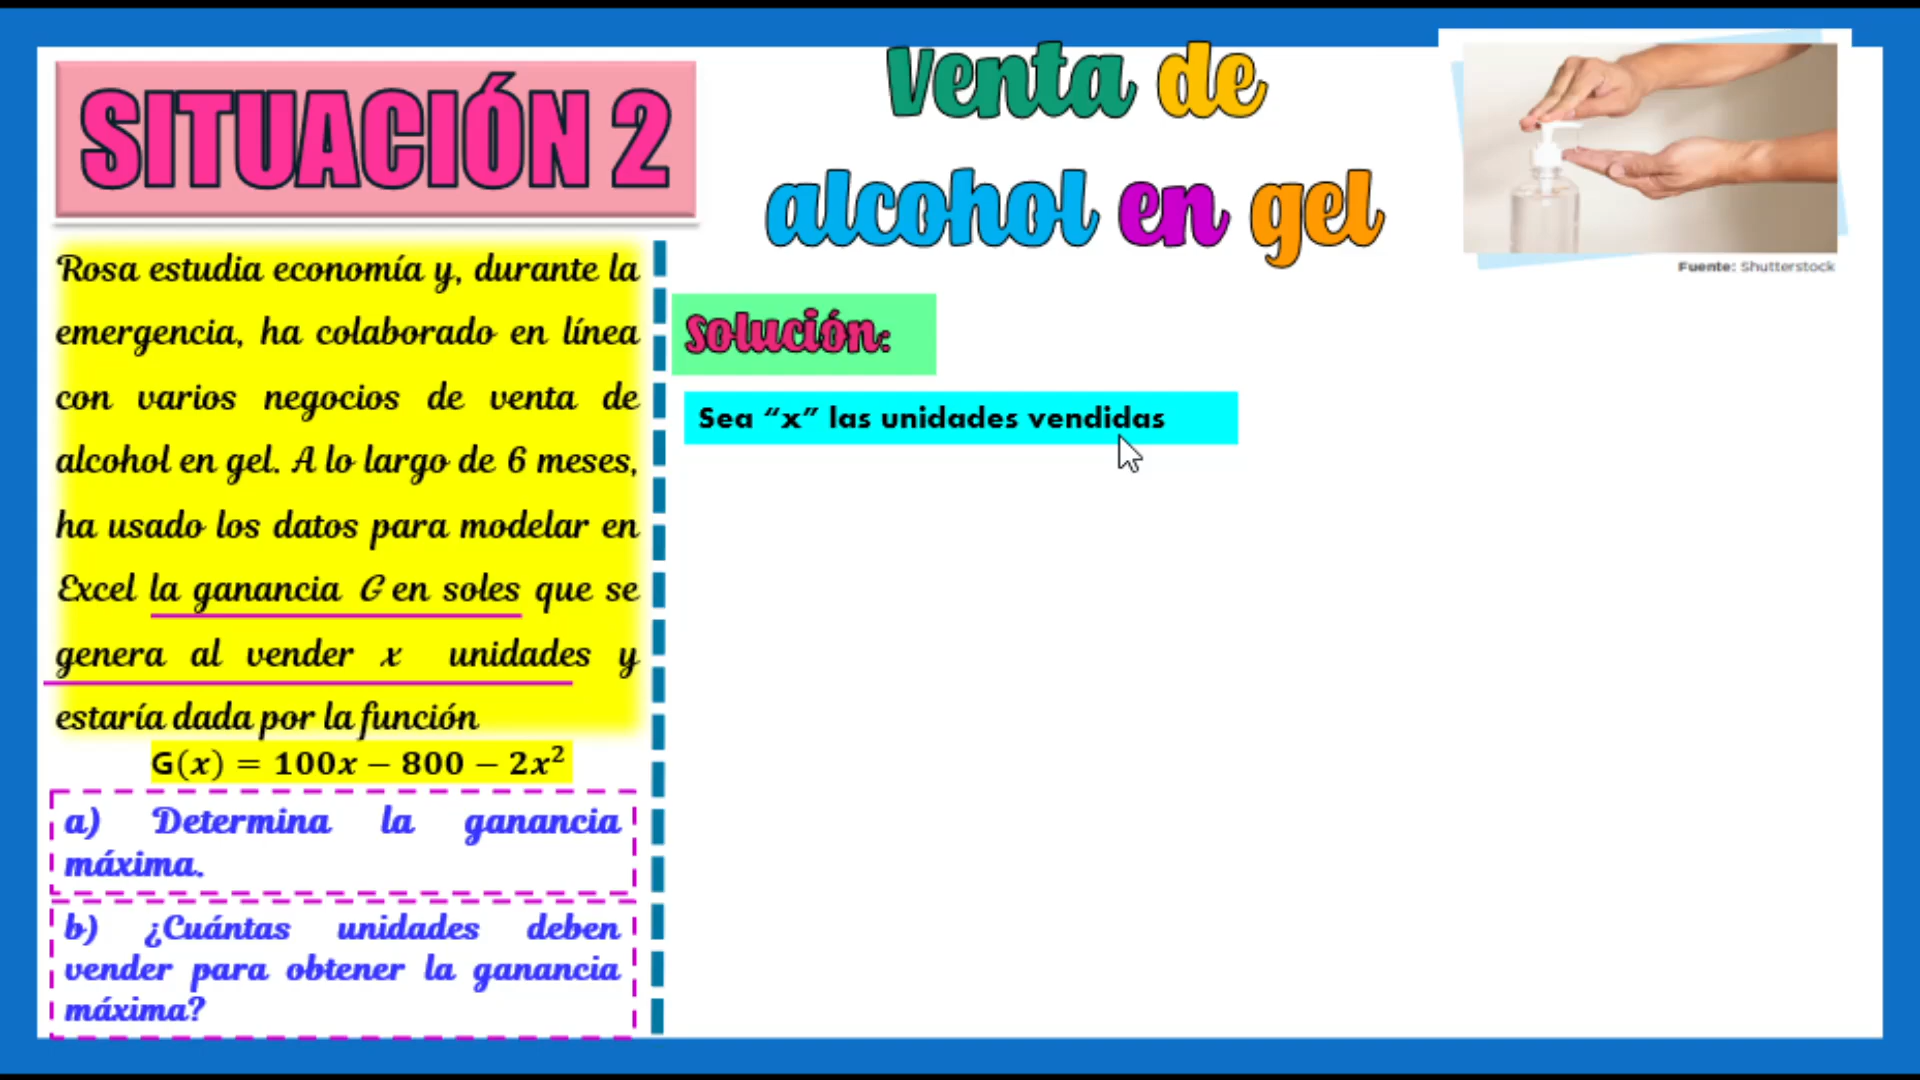 SITUACIÓN 2
Venta de
alcohol en gel
Fuente: Shutterstock
Rosa estudia economía y, durante la
emergencia, ha colaborado en línea
con varios negocios de venta de
alcohol en gel. A lo largo de 6 meses,
ha usado los datos para modelar en
Excel la ganancia G en soles que se
genera al vender x unidades y
estaría dada por la función
G(x) = 100x – 800 – 2x²
a) Determina la ganancia
máxima.
b) ¿Cuántas unidades deben
vender para obtener la ganancia
máxima?
Solución:
Sea “x” las unidades vendidas